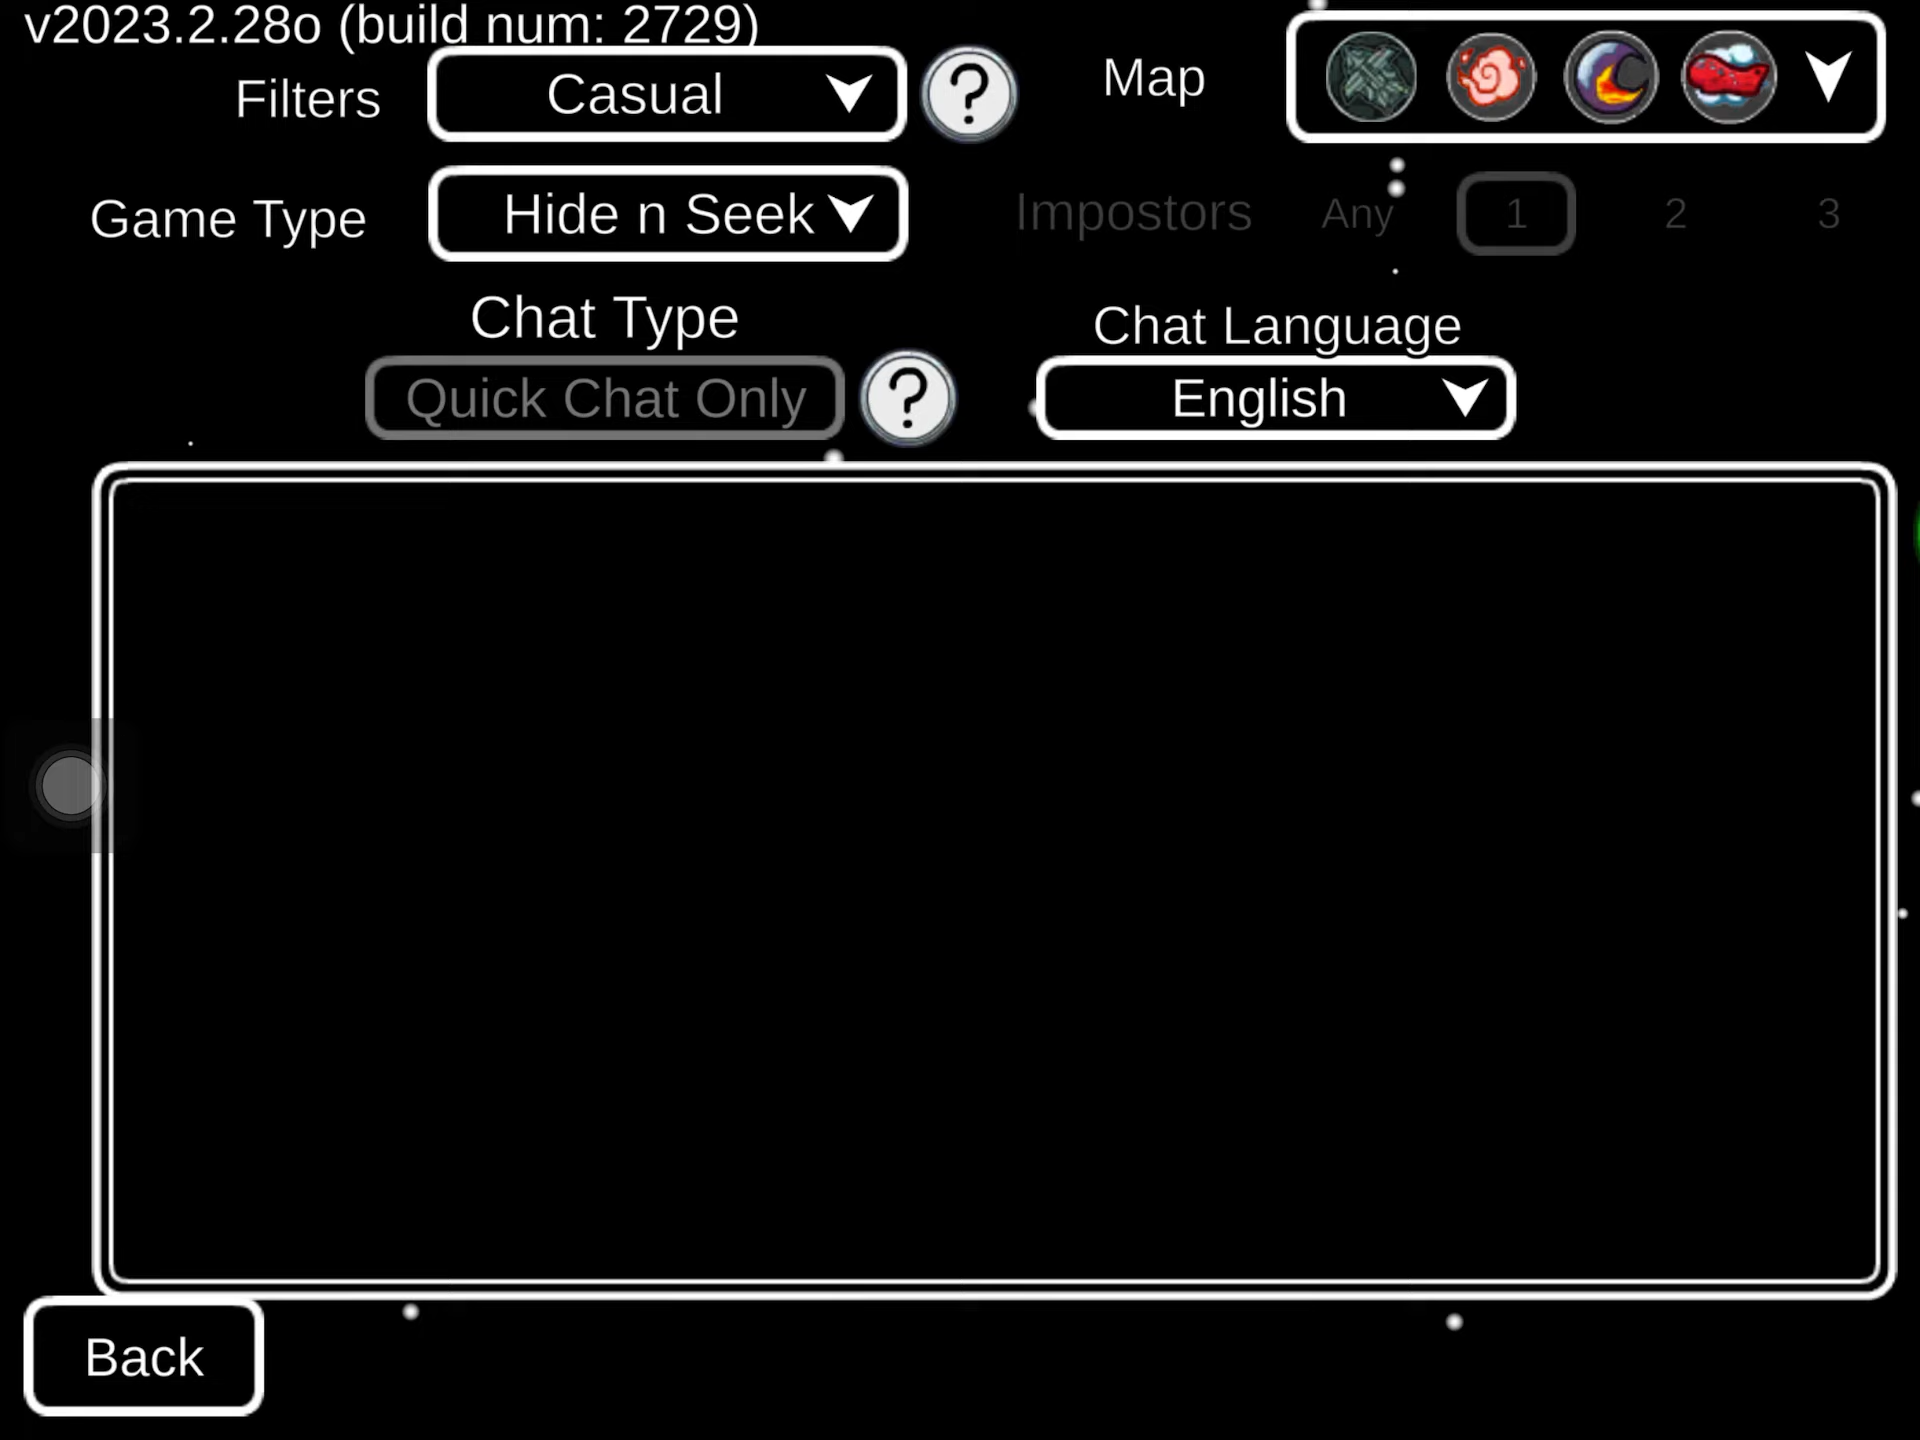 v2023.2.28o (build num: 2729)
Filters
Casual
?
Map
Game Type
Hide n Seek
Impostors
Any
1
2
3
Chat Type
Chat Language
Quick Chat Only
?
English
Back